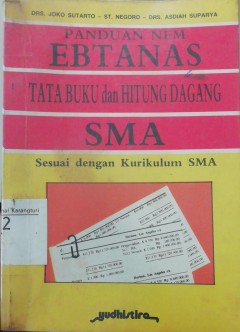 DRS. JOKO SUTARTO - ST. NEGORO - DRS. ASDIAH SUPARYA
PANDUAN NEM
EBTANAS
TATA BUKU dan HITUNG DAGANG
SMA
Sesuai dengan Kurikulum SMA
2
yudhistira